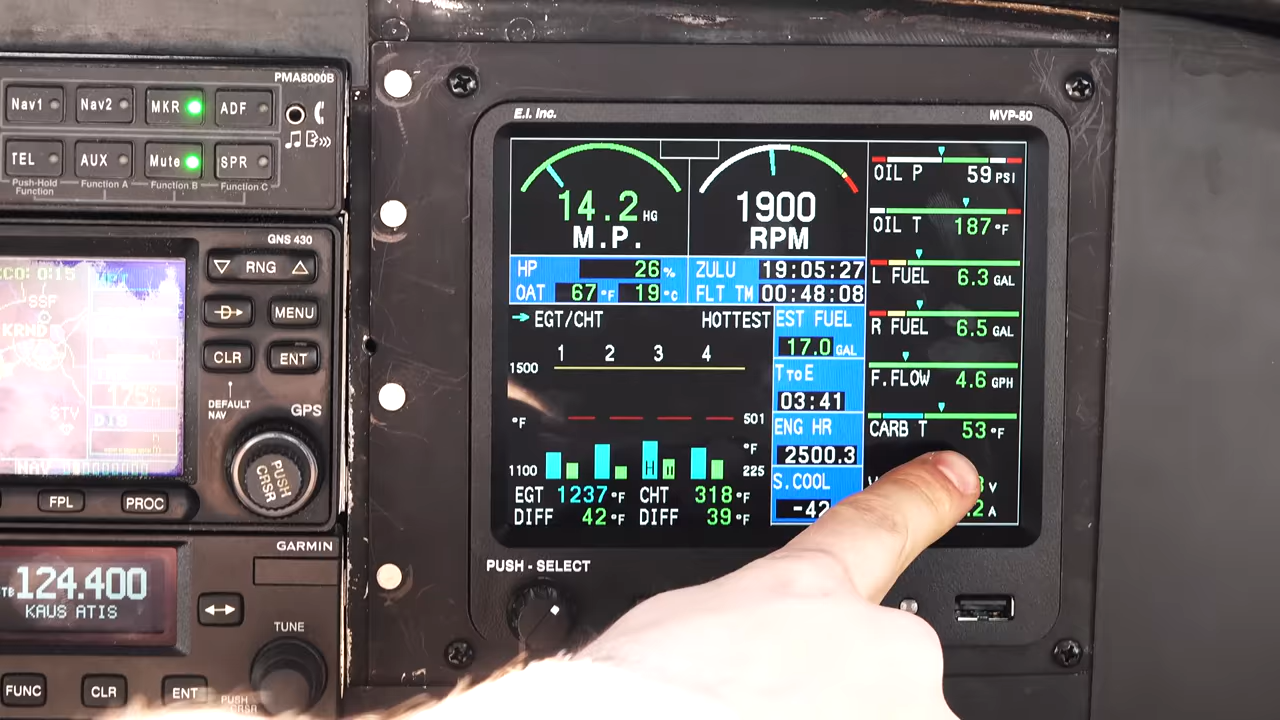 PMA8000B
Nav1 Nav2 MKR ADF
TEL AUX Mute SPR
Push-Hold Function Function A Function B Function C
GNS 430
RNG
MENU
CLR ENT
DEFAULT NAV
GPS
PUSH CRSR
FPL PROC
0:15
SSF
KRND
STV
GARMIN
124.400
KAUS ATIS
TUNE
FUNC CLR ENT
PUSH
E.I. Inc. MVP-50
14.2 HG
M.P.
1900
RPM
HP 26 %
OAT 67 °F 19 °C
ZULU 19:05:27
FLT TM 00:48:08
EGT/CHT HOTTEST
1 2 3 4
1500
°F 501
°F
1100 225
H H
EGT 1237 °F CHT 318 °F
DIFF 42 °F DIFF 39 °F
EST FUEL
17.0 GAL
TTOE
03:41
ENG HR
2500.3
S.COOL
-42
OIL P 59 PSI
OIL T 187 °F
L FUEL 6.3 GAL
R FUEL 6.5 GAL
F.FLOW 4.6 GPH
CARB T 53 °F
V
A
PUSH - SELECT